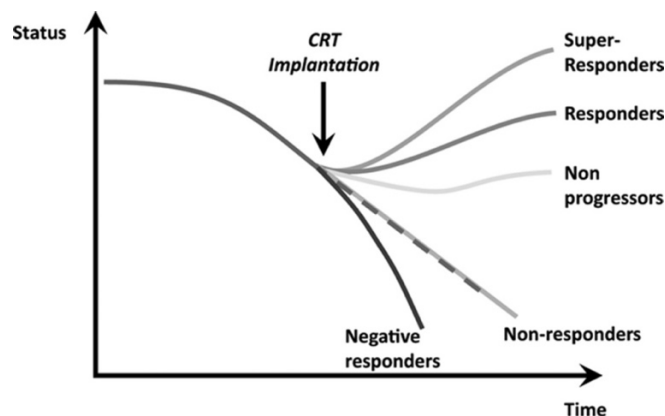 Status
CRT
Implantation
Super-
Responders
Responders
Non
progressors
Negative
responders
Non-responders
Time